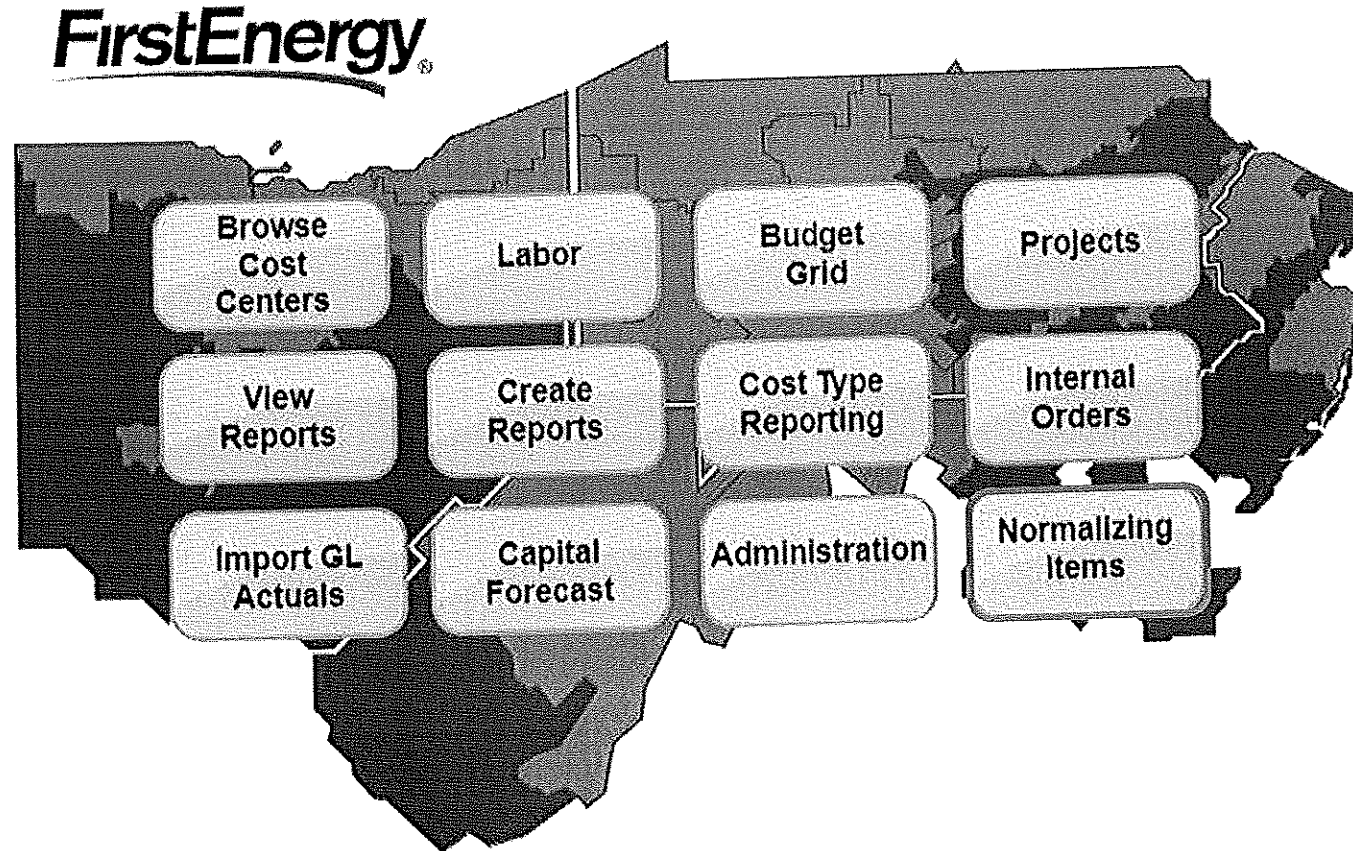 FirstEnergy®
Browse
Cost
Centers
Labor
Budget
Grid
Projects
View
Reports
Create
Reports
Cost Type
Reporting
Internal
Orders
Import GL
Actuals
Capital
Forecast
Administration
Normalizing
Items